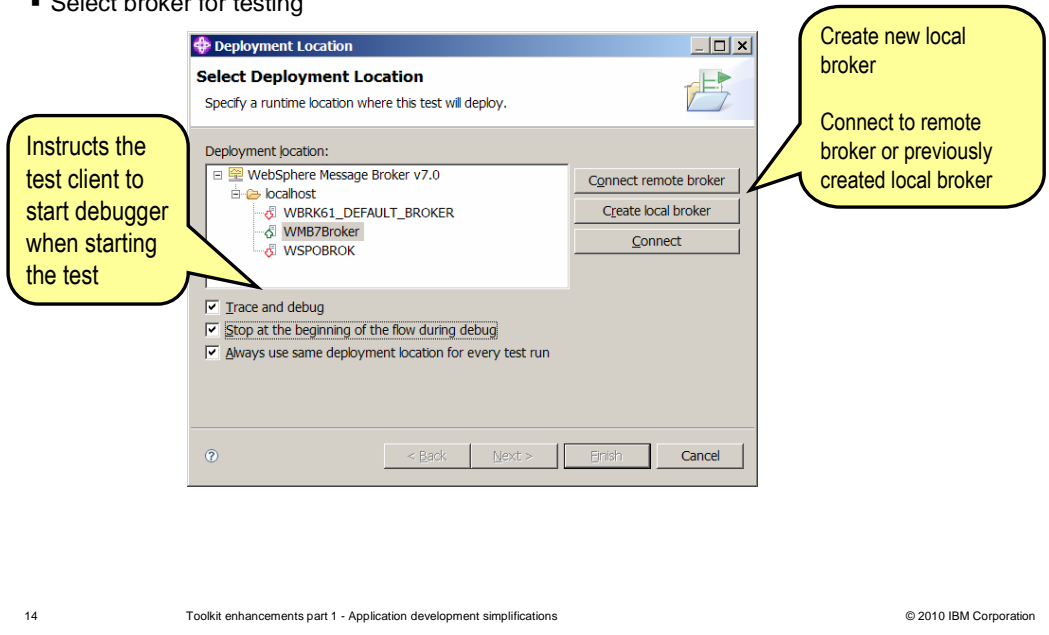 ▪ Select broker for testing
Deployment Location
Select Deployment Location
Specify a runtime location where this test will deploy.
Create new local
broker
Connect to remote
broker or previously
created local broker
Instructs the
test client to
start debugger
when starting
the test
Deployment location:
WebSphere Message Broker v7.0
localhost
WBRK61_DEFAULT_BROKER
WMB7Broker
WSPOBROK
Connect remote broker
Create local broker
Connect
Trace and debug
Stop at the beginning of the flow during debug
Always use same deployment location for every test run
< Back
Next >
Finish
Cancel
14
Toolkit enhancements part 1 - Application development simplifications
© 2010 IBM Corporation